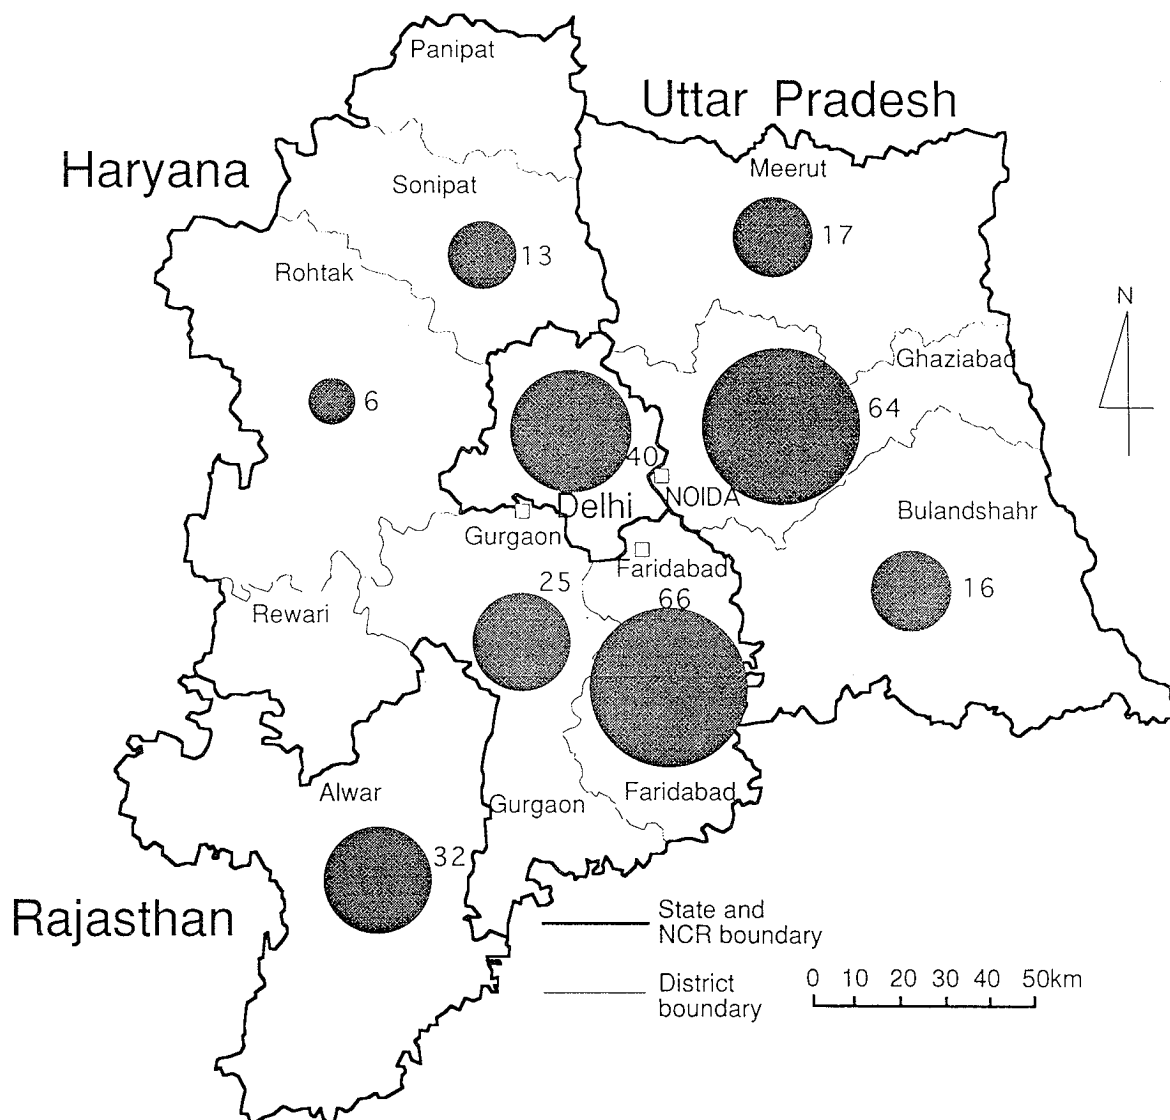 Panipat
Uttar Pradesh
Haryana
Meerut
Sonipat
17
13
Rohtak
N
Ghaziabad
6
64
40
NOIDA
Delhi
Bulandshahr
Gurgaon
Faridabad
25
66
16
Rewari
Alwar
Gurgaon
Faridabad
32
Rajasthan
State and
NCR boundary
District
boundary
0 10 20 30 40 50km